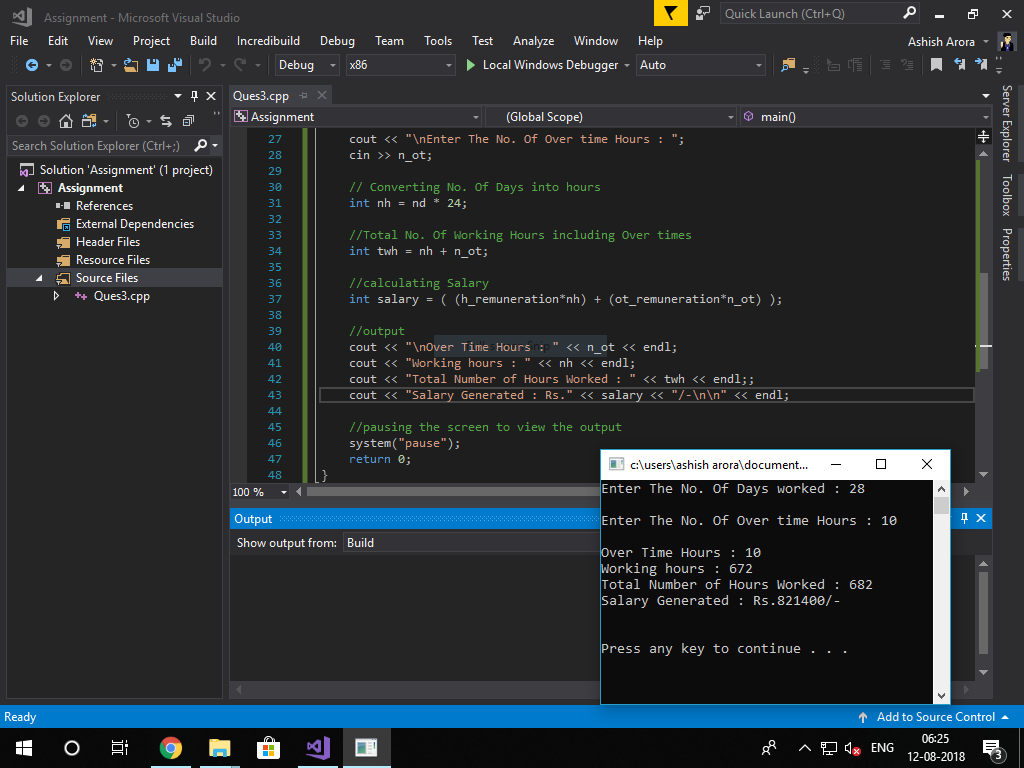 Assignment - Microsoft Visual Studio
Quick Launch (Ctrl+Q)
File Edit View Project Build Incredibuild Debug Team Tools Test Analyze Window Help
Ashish Arora
Debug x86 Local Windows Debugger Auto
Solution Explorer
Search Solution Explorer (Ctrl+;)
Solution 'Assignment' (1 project)
Assignment
References
External Dependencies
Header Files
Resource Files
Source Files
Ques3.cpp
Ques3.cpp
Assignment (Global Scope) main()
27 cout << "\nEnter The No. Of Over time Hours : ";
28 cin >> n_ot;
29
30 // Converting No. Of Days into hours
31 int nh = nd * 24;
32
33 //Total No. Of Working Hours including Over times
34 int twh = nh + n_ot;
35
36 //calculating Salary
37 int salary = ( (h_remuneration*nh) + (ot_remuneration*n_ot) );
38
39 //output
40 cout << "\nOver Time Hours : " << n_ot << endl;
41 cout << "Working hours : " << nh << endl;
42 cout << "Total Number of Hours Worked : " << twh << endl;;
43 cout << "Salary Generated : Rs." << salary << "/-\n\n" << endl;
44
45 //pausing the screen to view the output
46 system("pause");
47 return 0;
48 }
100 %
Server Explorer
Toolbox
Properties
Output
Show output from: Build
c:\users\ashish arora\document...
Enter The No. Of Days worked : 28
Enter The No. Of Over time Hours : 10
Over Time Hours : 10
Working hours : 672
Total Number of Hours Worked : 682
Salary Generated : Rs.821400/-
Press any key to continue . . .
Ready
Add to Source Control
ENG
06:25
12-08-2018
3